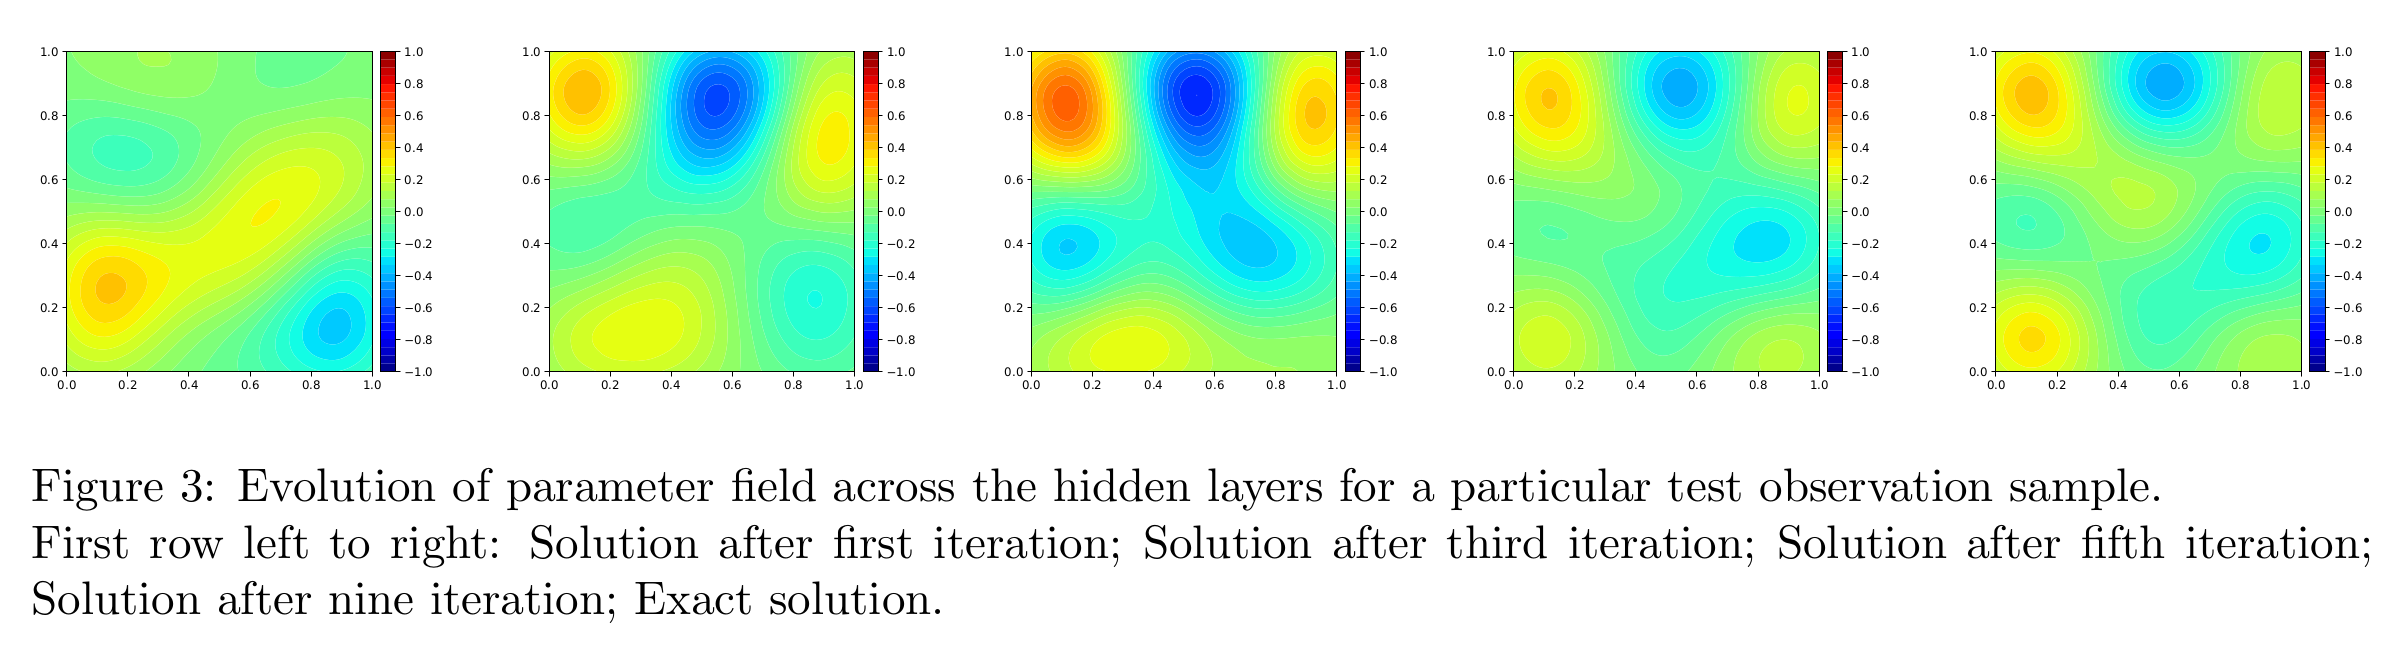 1.0 1.0 1.0 1.0 1.0 1.0 1.0 1.0 1.0 1.0
0.8 0.8 0.8 0.8 0.8 0.8 0.8 0.8 0.8 0.8
0.6 0.6 0.6 0.6 0.6
0.4 0.4 0.4 0.4 0.4
0.6 0.2 0.6 0.2 0.6 0.2 0.6 0.2 0.6 0.2
0.0 0.0 0.0 0.0 0.0
0.4 −0.2 0.4 −0.2 0.4 −0.2 0.4 −0.2 0.4 −0.2
−0.4 −0.4 −0.4 −0.4 −0.4
0.2 −0.6 0.2 −0.6 0.2 −0.6 0.2 −0.6 0.2 −0.6
−0.8 −0.8 −0.8 −0.8 −0.8
0.0 −1.0 0.0 −1.0 0.0 −1.0 0.0 −1.0 0.0 −1.0
0.0 0.2 0.4 0.6 0.8 1.0 0.0 0.2 0.4 0.6 0.8 1.0 0.0 0.2 0.4 0.6 0.8 1.0 0.0 0.2 0.4 0.6 0.8 1.0 0.0 0.2 0.4 0.6 0.8 1.0
Figure 3: Evolution of parameter field across the hidden layers for a particular test observation sample.
First row left to right: Solution after first iteration; Solution after third iteration; Solution after fifth iteration;
Solution after nine iteration; Exact solution.